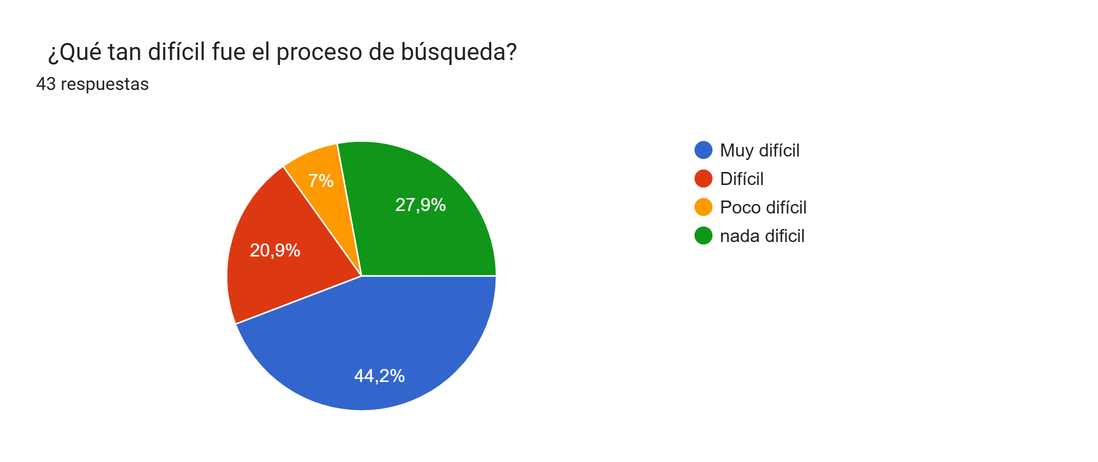 ¿Qué tan difícil fue el proceso de búsqueda?
43 respuestas
7%
27,9%
20,9%
44,2%
Muy difícil
Difícil
Poco difícil
nada dificil